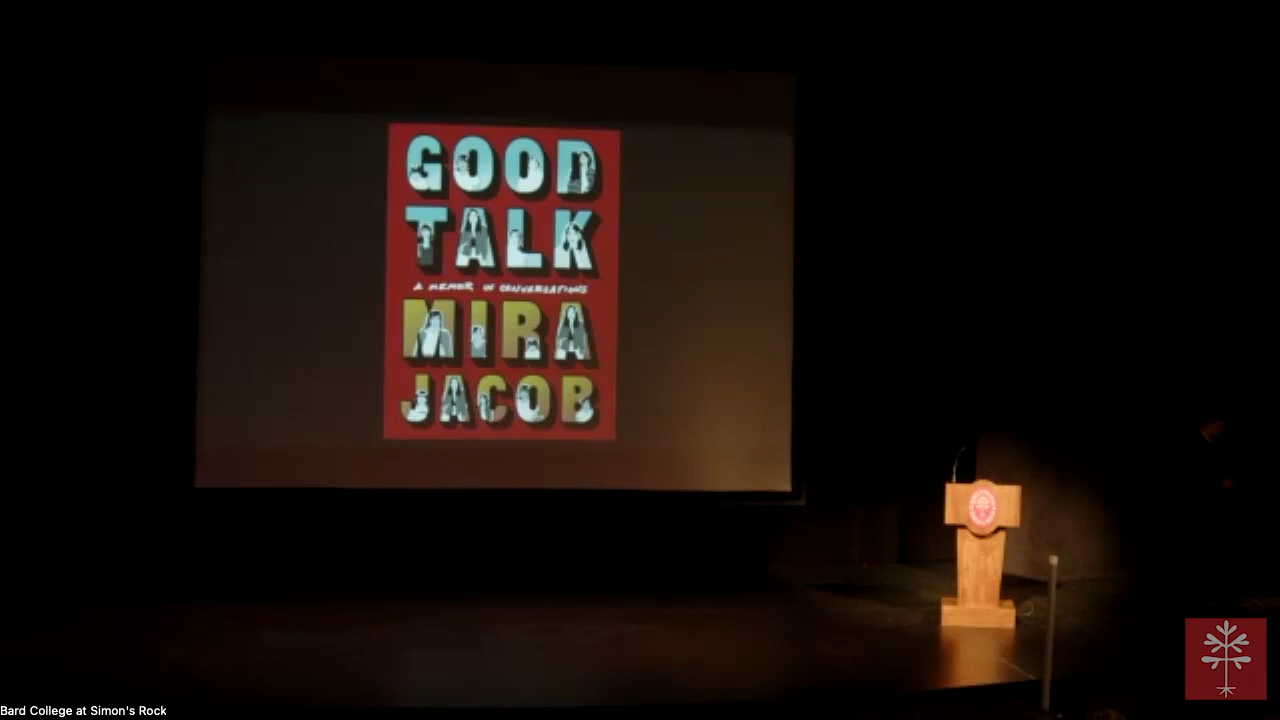 GOOD
TALK
A MEMOIR IN CONVERSATIONS
MIRA
JACOB
Bard College at Simon's Rock